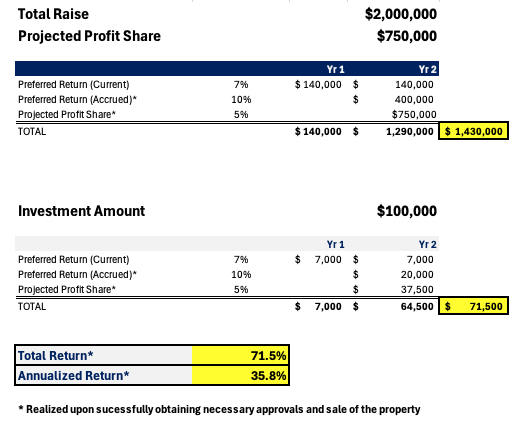 Total Raise $2,000,000
Projected Profit Share $750,000
Yr 1 Yr 2
Preferred Return (Current) 7% $ 140,000 $ 140,000
Preferred Return (Accrued)* 10% $ 400,000
Projected Profit Share* 5% $750,000
TOTAL $ 140,000 $ 1,290,000 $ 1,430,000
Investment Amount $100,000
Yr 1 Yr 2
Preferred Return (Current) 7% $ 7,000 $ 7,000
Preferred Return (Accrued)* 10% $ 20,000
Projected Profit Share* 5% $ 37,500
TOTAL $ 7,000 $ 64,500 $ 71,500
Total Return* 71.5%
Annualized Return* 35.8%
* Realized upon sucessfully obtaining necessary approvals and sale of the property